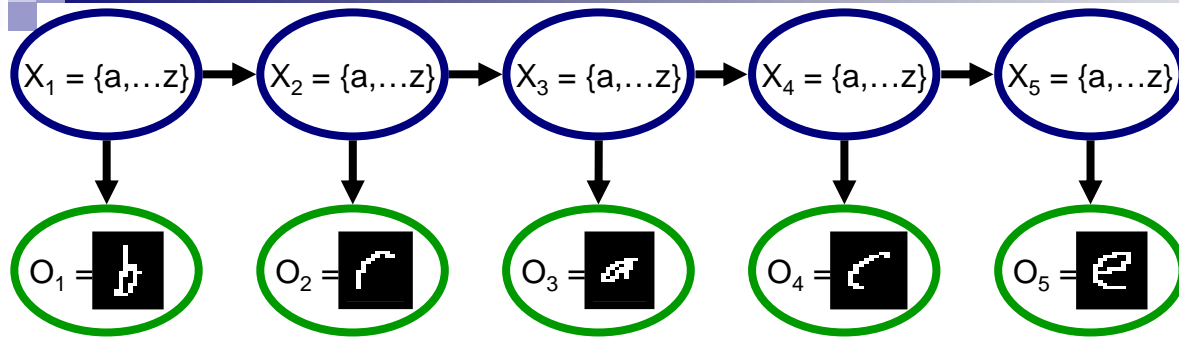 X₁ = {a,…z} X₂ = {a,…z} X₃ = {a,…z} X₄ = {a,…z} X₅ = {a,…z}
O₁ = b O₂ = r O₃ = a O₄ = c O₅ = e